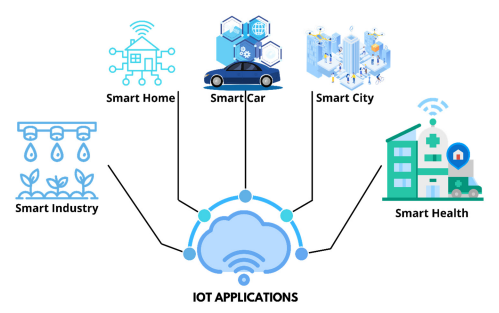 Smart Home
Smart Car
Smart City
Smart Industry
Smart Health
IOT APPLICATIONS